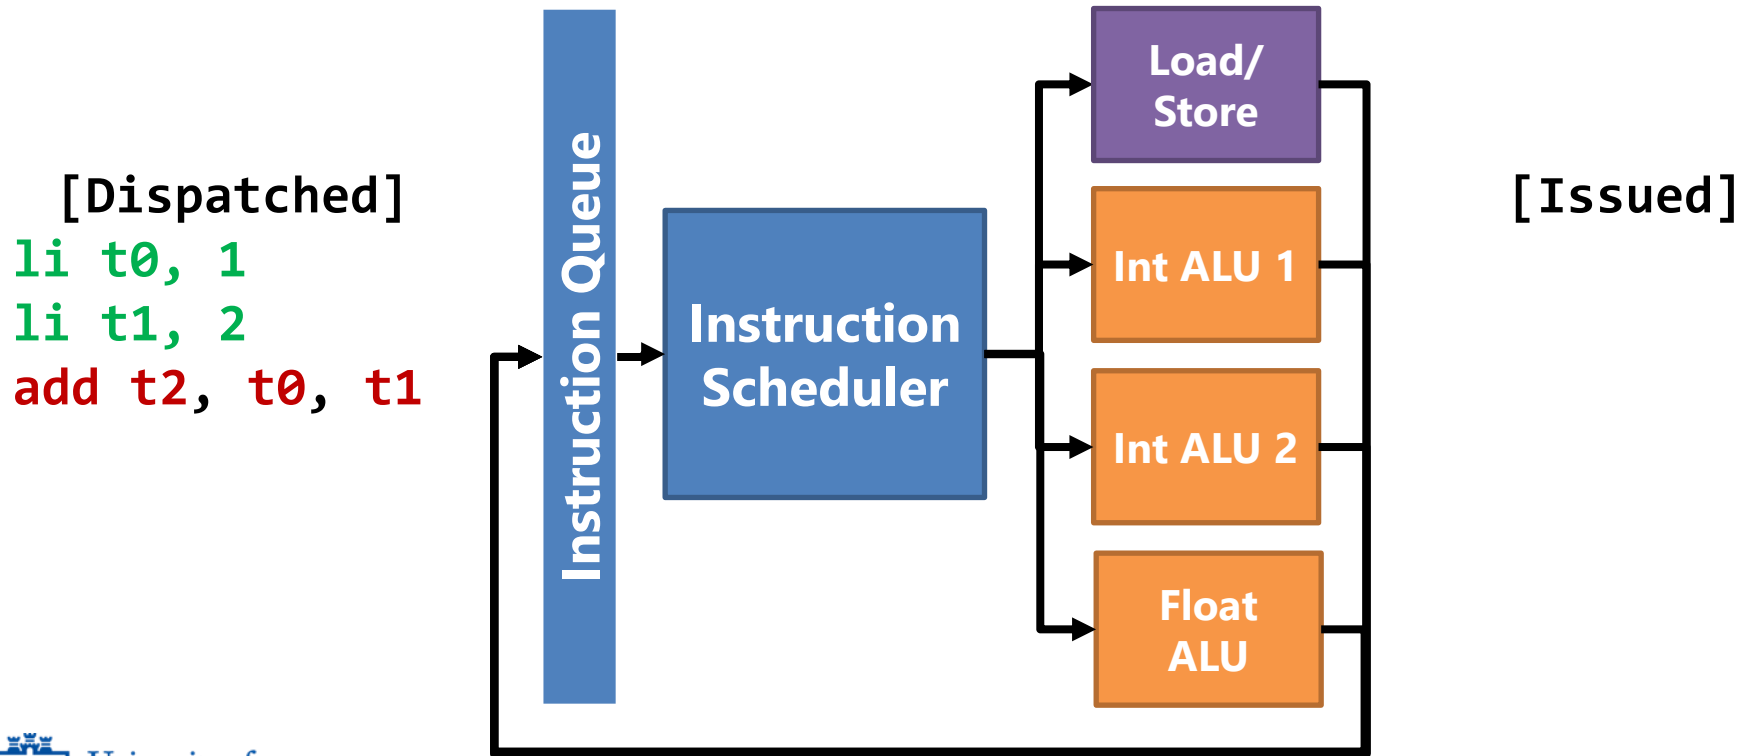 [Dispatched]
li t0, 1
li t1, 2
add t2, t0, t1
Instruction Queue
Instruction
Scheduler
Load/
Store
Int ALU 1
Int ALU 2
Float
ALU
[Issued]